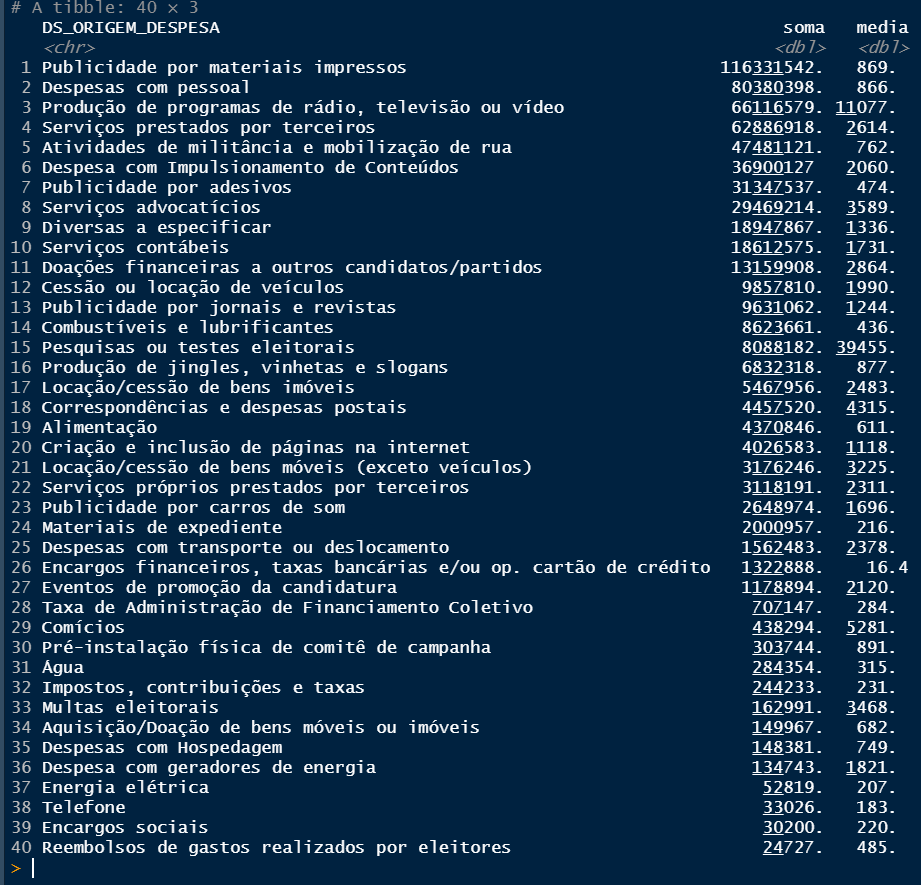 # A tibble: 40 × 3
DS_ORIGEM_DESPESA soma media
<chr> <dbl> <dbl>
1 Publicidade por materiais impressos 116331542. 869.
2 Despesas com pessoal 80380398. 866.
3 Produção de programas de rádio, televisão ou vídeo 66116579. 11077.
4 Serviços prestados por terceiros 62886918. 2614.
5 Atividades de militância e mobilização de rua 47481121. 762.
6 Despesa com Impulsionamento de Conteúdos 36900127 2060.
7 Publicidade por adesivos 31347537. 474.
8 Serviços advocatícios 29469214. 3589.
9 Diversas a especificar 18947867. 1336.
10 Serviços contábeis 18612575. 1731.
11 Doações financeiras a outros candidatos/partidos 13159908. 2864.
12 Cessão ou locação de veículos 9857810. 1990.
13 Publicidade por jornais e revistas 9631062. 1244.
14 Combustíveis e lubrificantes 8623661. 436.
15 Pesquisas ou testes eleitorais 8088182. 39455.
16 Produção de jingles, vinhetas e slogans 6832318. 877.
17 Locação/cessão de bens imóveis 5467956. 2483.
18 Correspondências e despesas postais 4457520. 4315.
19 Alimentação 4370846. 611.
20 Criação e inclusão de páginas na internet 4026583. 1118.
21 Locação/cessão de bens móveis (exceto veículos) 3176246. 3225.
22 Serviços próprios prestados por terceiros 3118191. 2311.
23 Publicidade por carros de som 2648974. 1696.
24 Materiais de expediente 2000957. 216.
25 Despesas com transporte ou deslocamento 1562483. 2378.
26 Encargos financeiros, taxas bancárias e/ou op. cartão de crédito 1322888. 16.4
27 Eventos de promoção da candidatura 1178894. 2120.
28 Taxa de Administração de Financiamento Coletivo 707147. 284.
29 Comícios 438294. 5281.
30 Pré-instalação física de comitê de campanha 303744. 891.
31 Água 284354. 315.
32 Impostos, contribuições e taxas 244233. 231.
33 Multas eleitorais 162991. 3468.
34 Aquisição/Doação de bens móveis ou imóveis 149967. 682.
35 Despesas com Hospedagem 148381. 749.
36 Despesa com geradores de energia 134743. 1821.
37 Energia elétrica 52819. 207.
38 Telefone 33026. 183.
39 Encargos sociais 30200. 220.
40 Reembolsos de gastos realizados por eleitores 24727. 485.
>